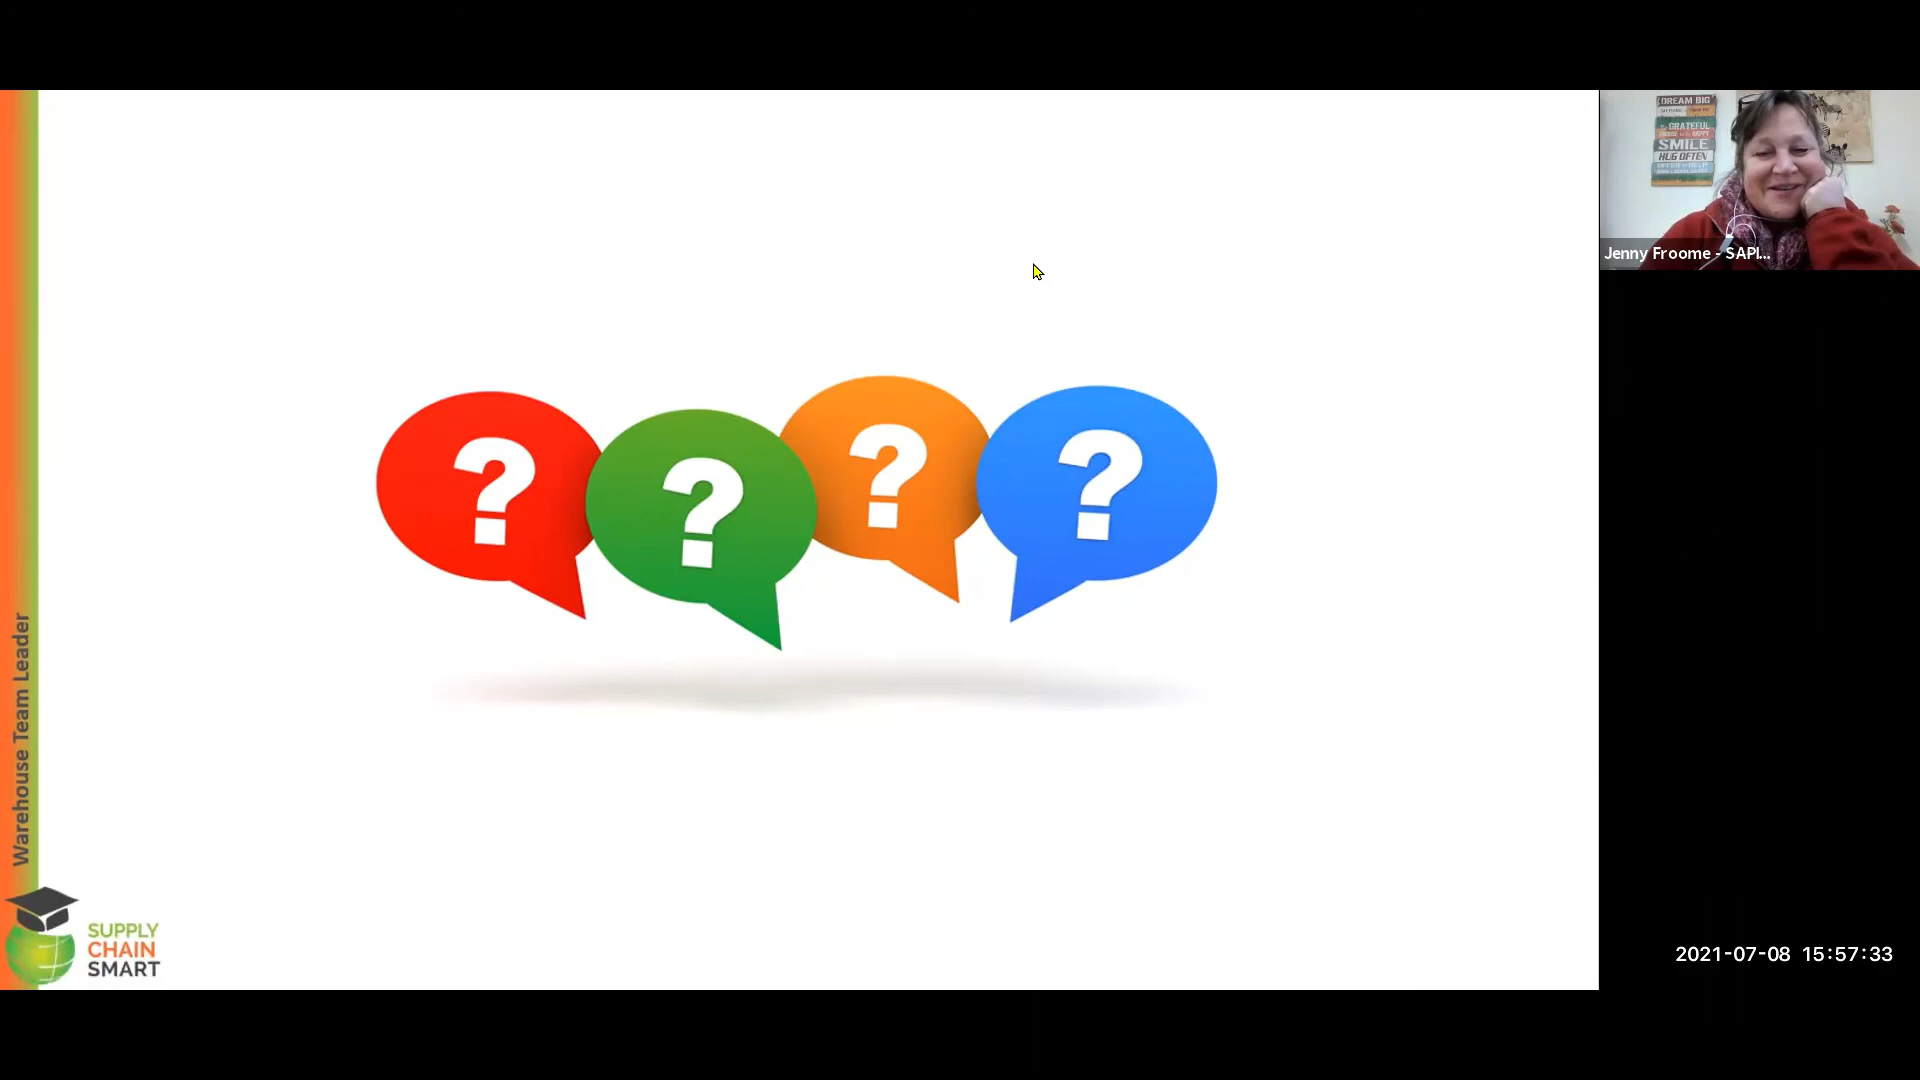 ?
?
?
?
Warehouse Team Leader
SUPPLY
CHAIN
SMART
DREAM BIG
GRATEFUL
SMILE
HUG OFTEN
Jenny Froome - SAPI...
2021-07-08 15:57:33